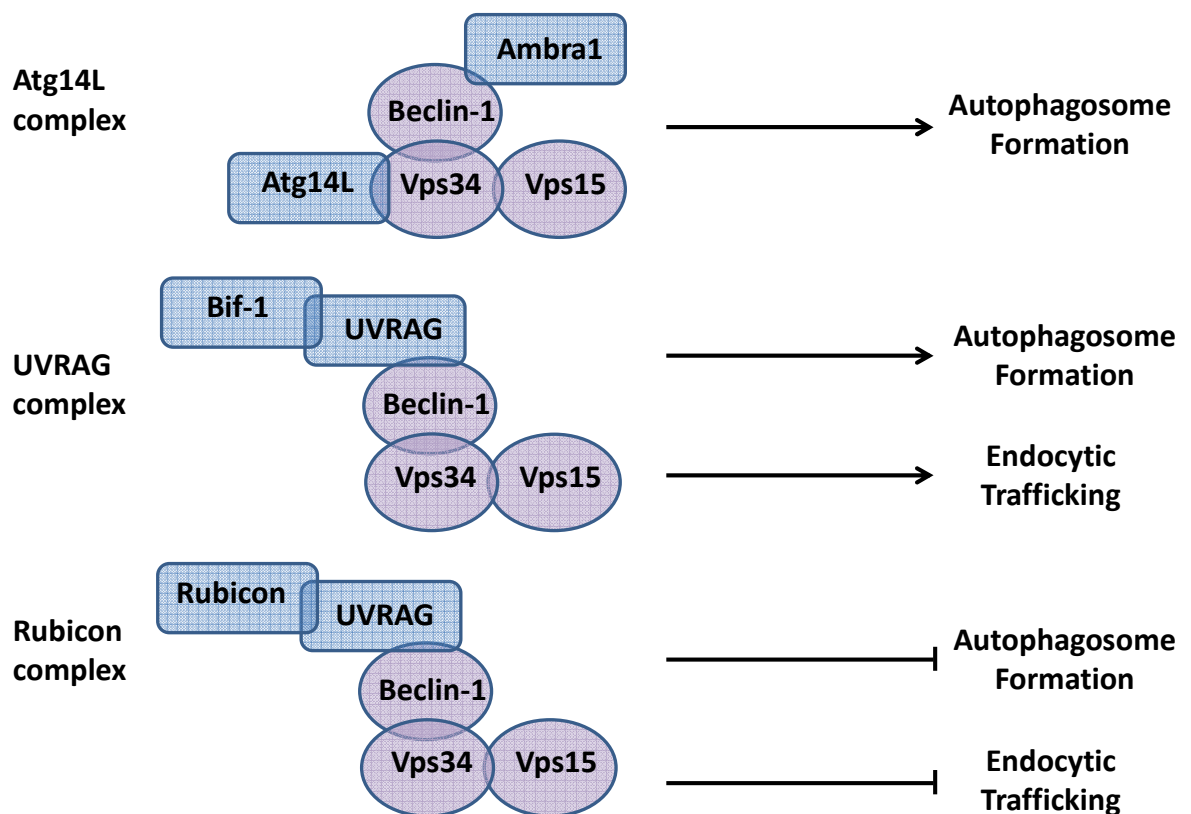 Atg14L
complex
Ambra1
Beclin-1
Atg14L
Vps34
Vps15
Autophagosome
Formation
UVRAG
complex
Bif-1
UVRAG
Beclin-1
Vps34
Vps15
Autophagosome
Formation
Endocytic
Trafficking
Rubicon
complex
Rubicon
UVRAG
Beclin-1
Vps34
Vps15
Autophagosome
Formation
Endocytic
Trafficking